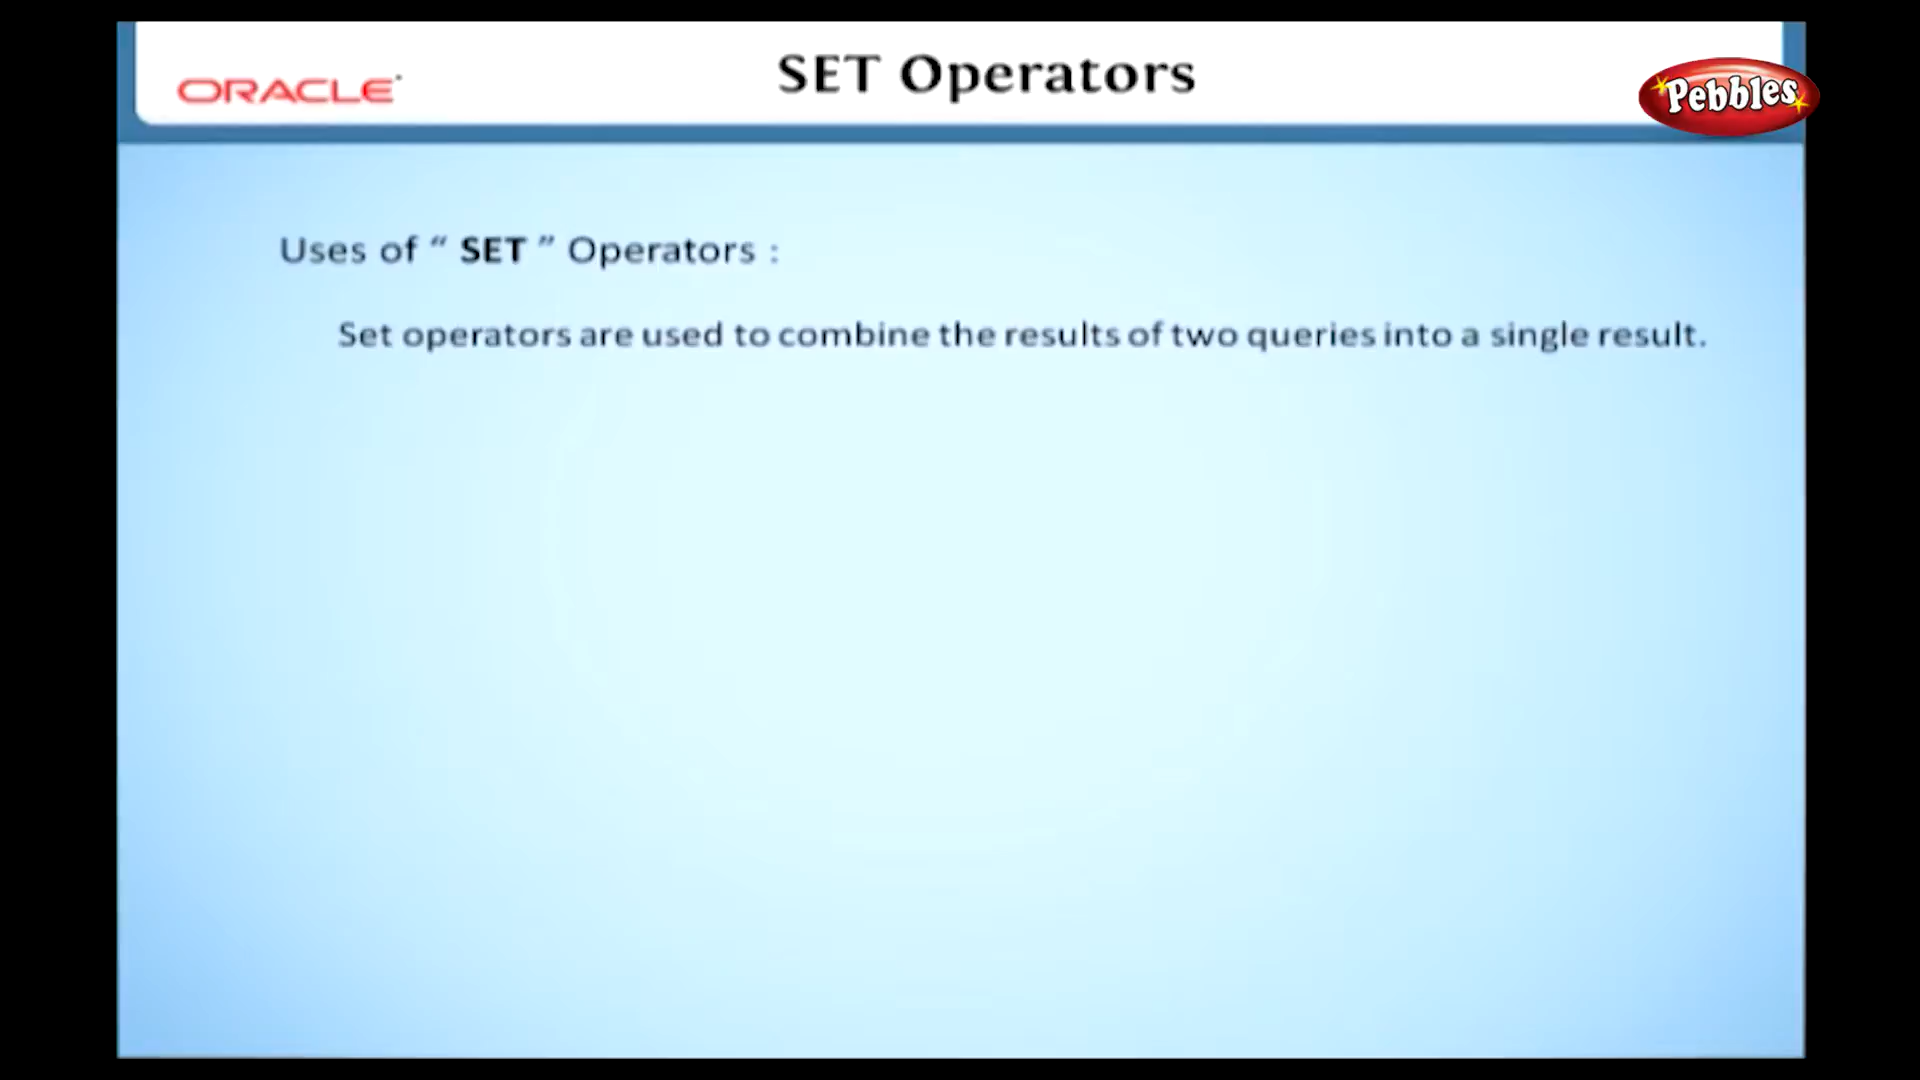 SET Operators
ORACLE
Pebbles
Uses of “ SET ” Operators :
Set operators are used to combine the results of two queries into a single result.